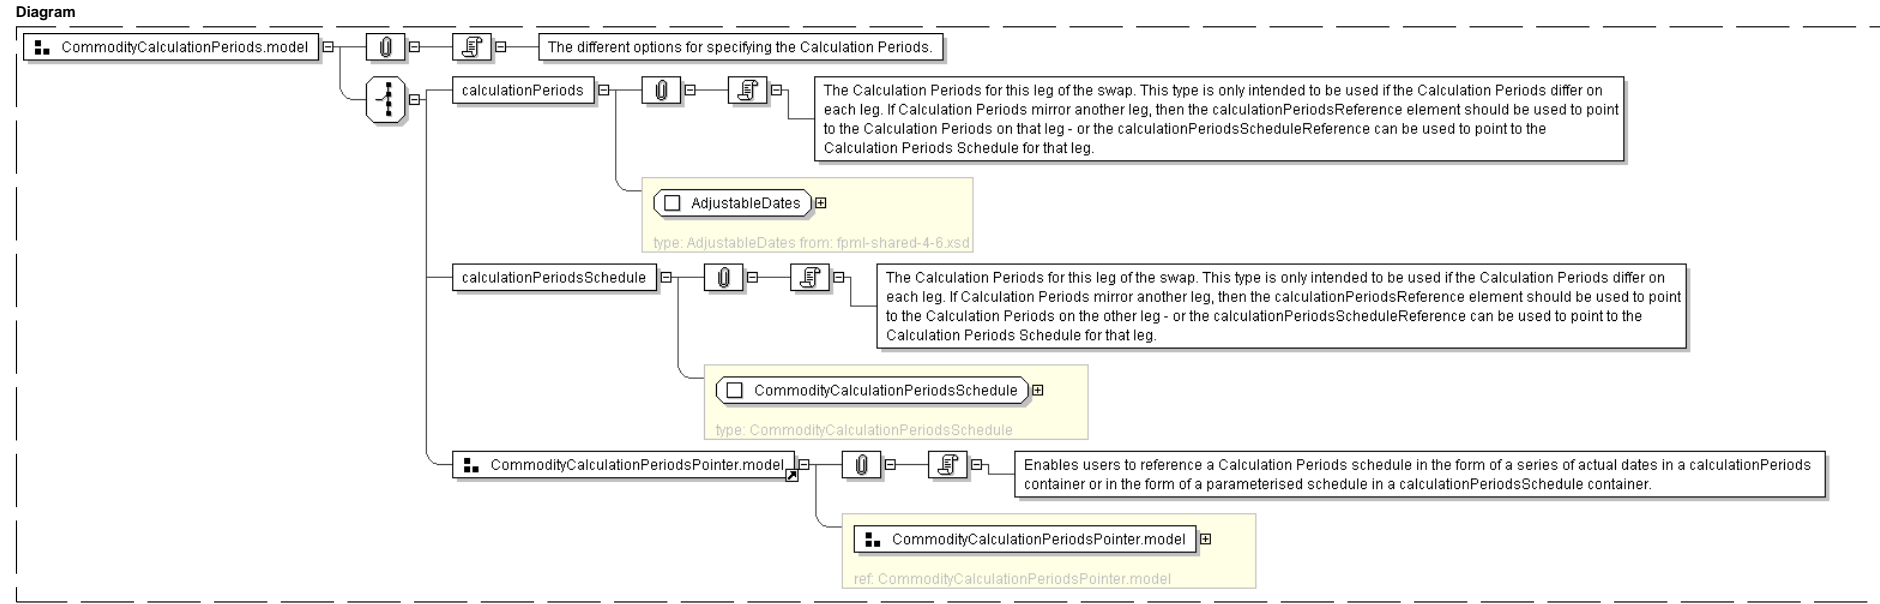 Diagram
CommodityCalculationPeriods.model
The different options for specifying the Calculation Periods.
calculationPeriods
The Calculation Periods for this leg of the swap. This type is only intended to be used if the Calculation Periods differ on
each leg. If Calculation Periods mirror another leg, then the calculationPeriodsReference element should be used to point
to the Calculation Periods on that leg - or the calculationPeriodsScheduleReference can be used to point to the
Calculation Periods Schedule for that leg.
AdjustableDates
type: AdjustableDates from: fpml-shared-4-6.xsd
calculationPeriodsSchedule
The Calculation Periods for this leg of the swap. This type is only intended to be used if the Calculation Periods differ on
each leg. If Calculation Periods mirror another leg, then the calculationPeriodsReference element should be used to point
to the Calculation Periods on the other leg - or the calculationPeriodsScheduleReference can be used to point to the
Calculation Periods Schedule for that leg.
CommodityCalculationPeriodsSchedule
type: CommodityCalculationPeriodsSchedule
CommodityCalculationPeriodsPointer.model
Enables users to reference a Calculation Periods schedule in the form of a series of actual dates in a calculationPeriods
container or in the form of a parameterised schedule in a calculationPeriodsSchedule container.
CommodityCalculationPeriodsPointer.model
ref: CommodityCalculationPeriodsPointer.model